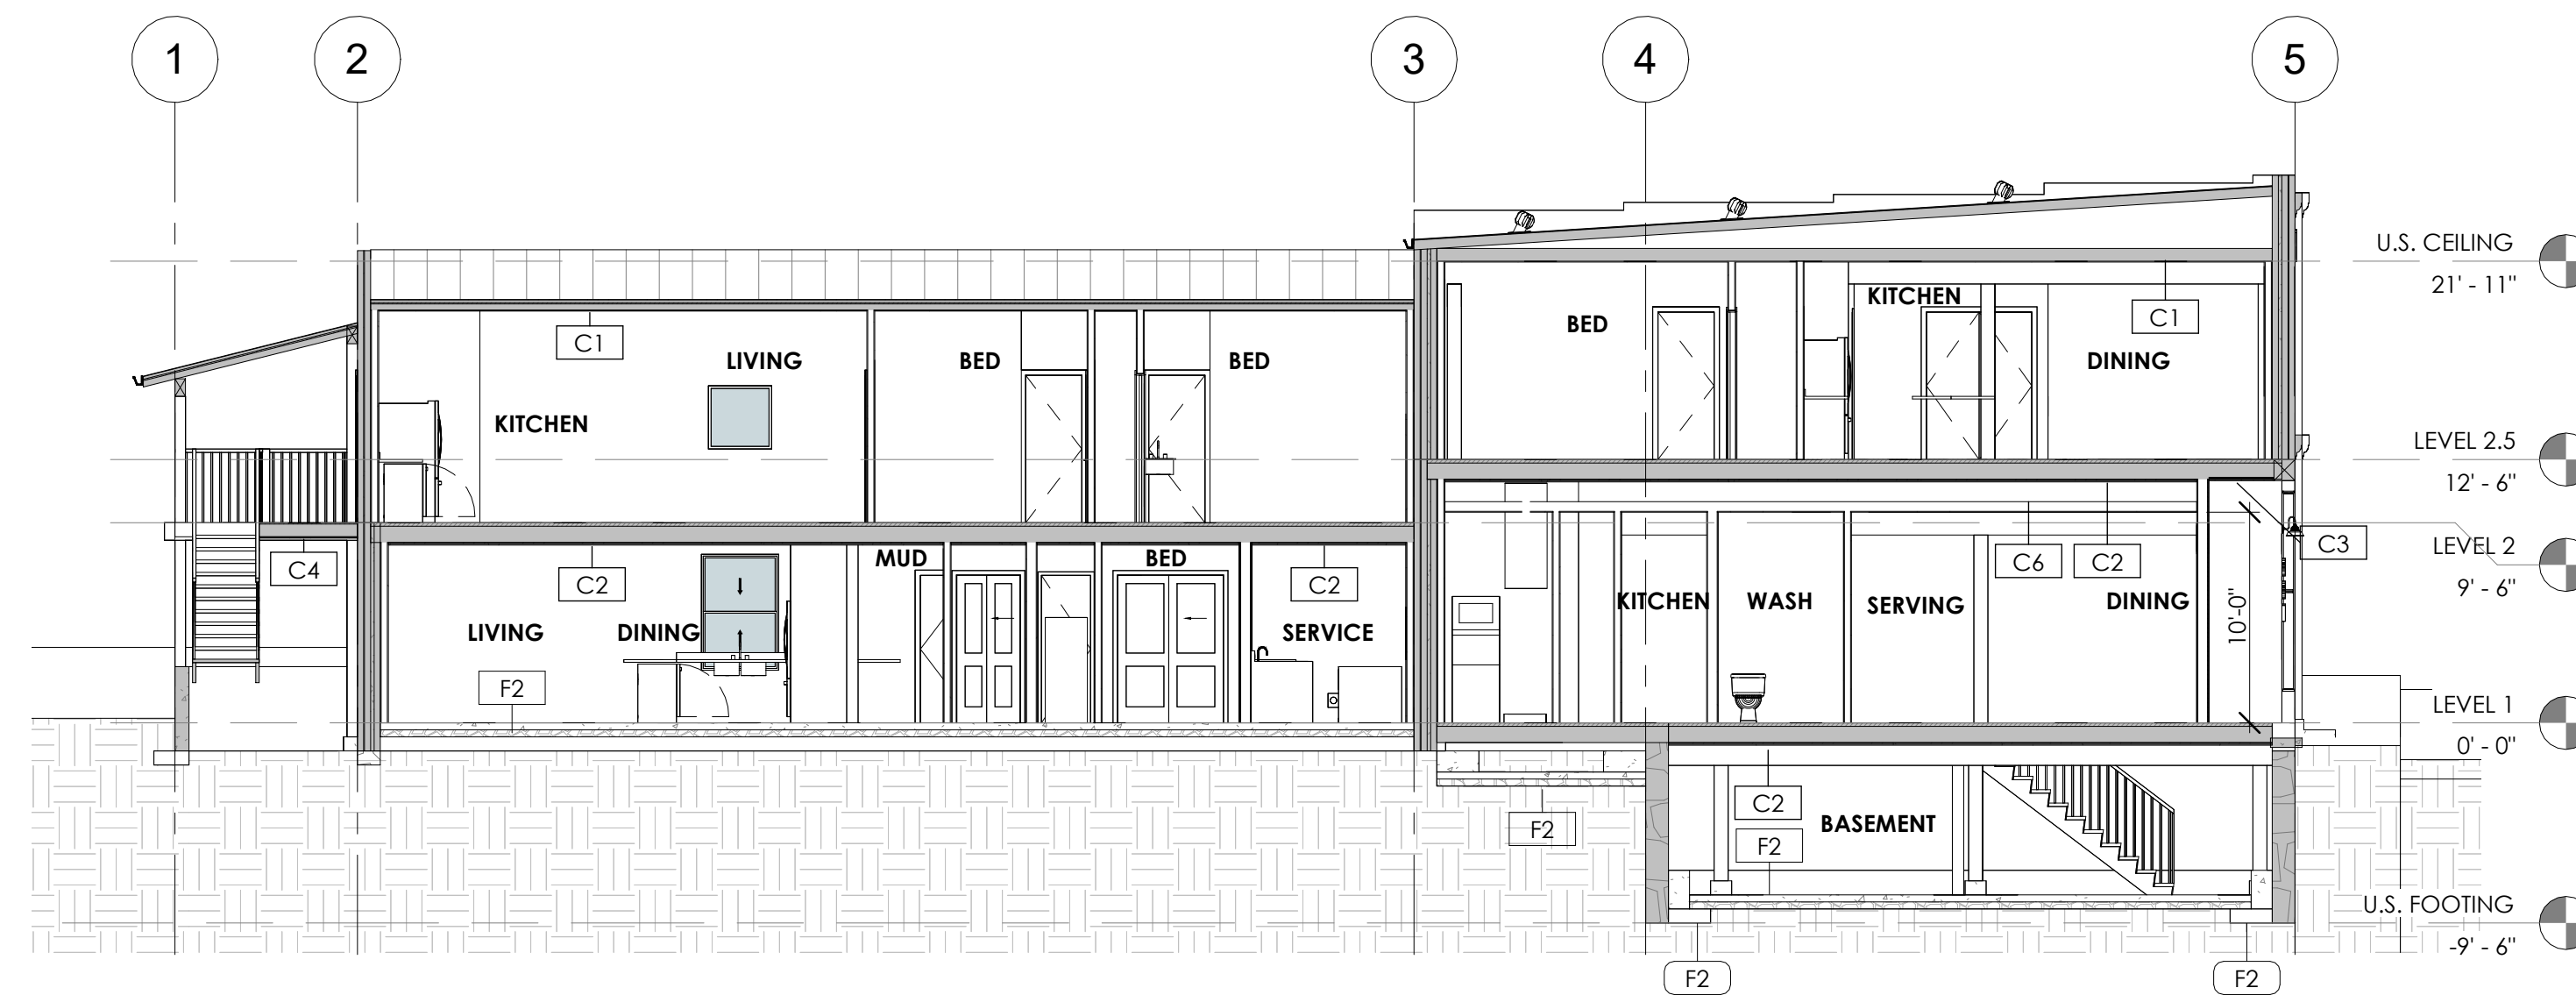 1
2
3
4
5
U.S. CEILING
21' - 11"
KITCHEN
C1
BED
C1
LIVING
BED
BED
DINING
KITCHEN
LEVEL 2.5
12' - 6"
C4
C2
MUD
BED
C2
C6
C2
C3
LEVEL 2
9' - 6"
LIVING
DINING
SERVICE
KITCHEN
WASH
SERVING
DINING
10'-0"
F2
LEVEL 1
0' - 0"
C2
F2
BASEMENT
F2
U.S. FOOTING
-9' - 6"
F2
F2